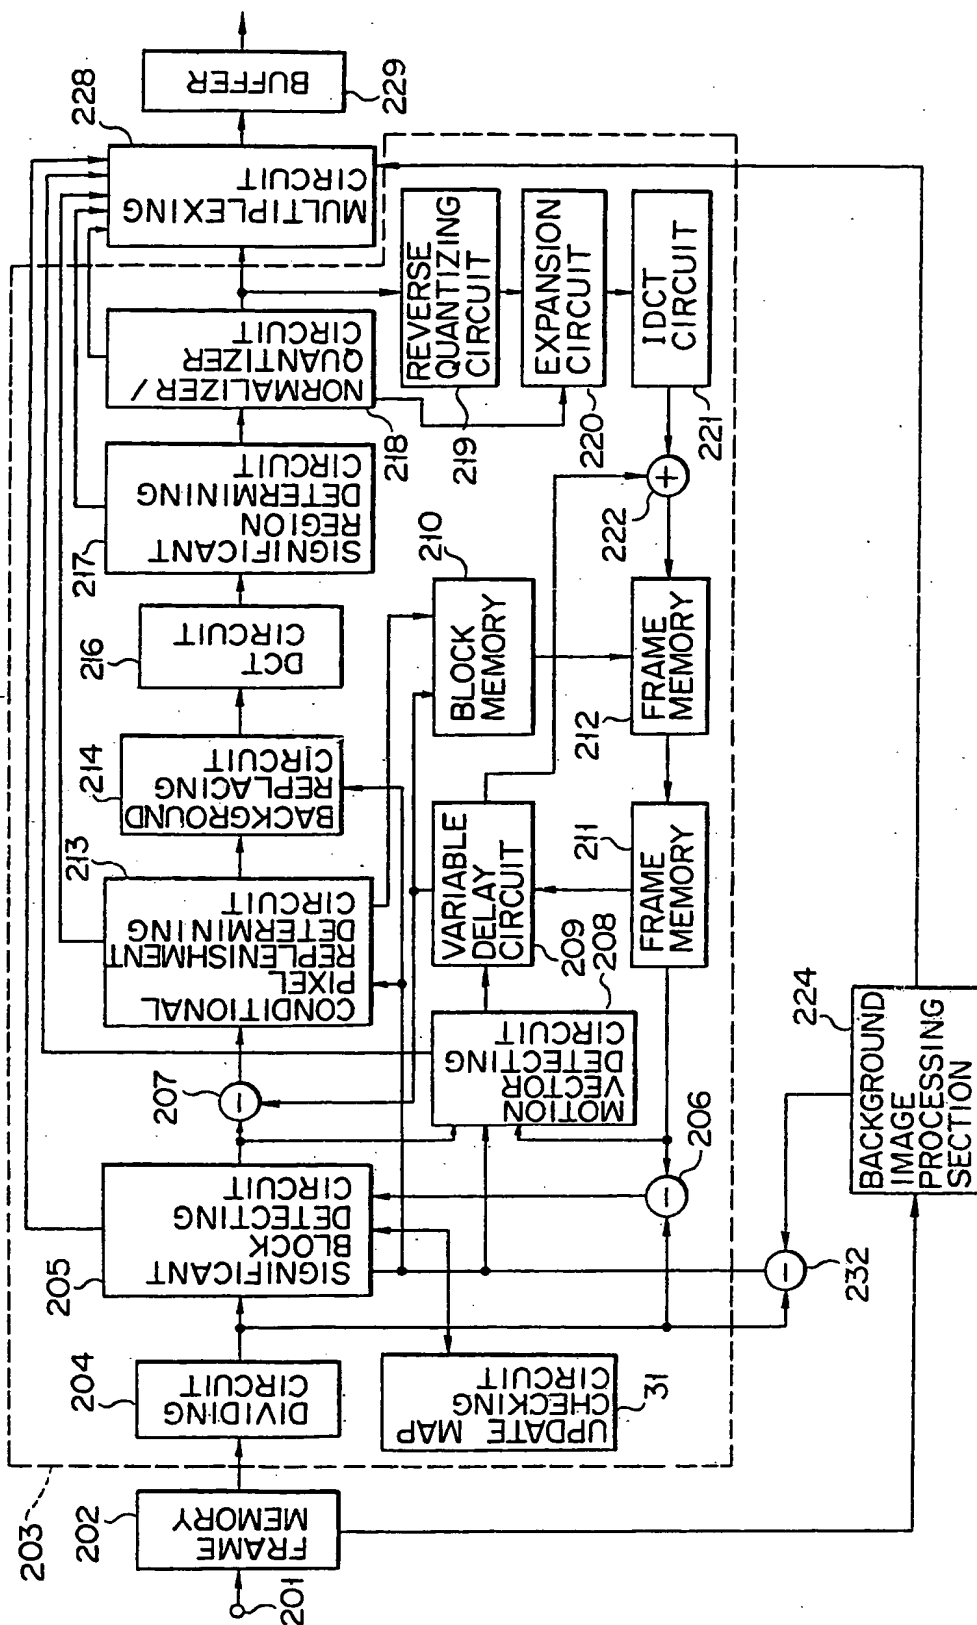 201
FRAME
MEMORY
202
203
DIVIDING
CIRCUIT
204
UPDATE MAP
CHECKING
CIRCUIT
31
SIGNIFICANT
BLOCK
DETECTING
CIRCUIT
205
206
232
207
MOTION
VECTOR
DETECTING
CIRCUIT
208
CONDITIONAL
PIXEL
REPLENISHMENT
DETERMINING
CIRCUIT
213
BACKGROUND
REPLACING
CIRCUIT
214
VARIABLE
DELAY
CIRCUIT
209
FRAME
MEMORY
211
BLOCK
MEMORY
210
FRAME
MEMORY
212
DCT
CIRCUIT
216
SIGNIFICANT
REGION
DETERMINING
CIRCUIT
217
NORMALIZER/
QUANTIZER
CIRCUIT
218
REVERSE
QUANTIZING
CIRCUIT
219
EXPANSION
CIRCUIT
220
IDCT
CIRCUIT
221
222
MULTIPLEXING
CIRCUIT
228
BUFFER
229
BACKGROUND
IMAGE
PROCESSING
SECTION
224